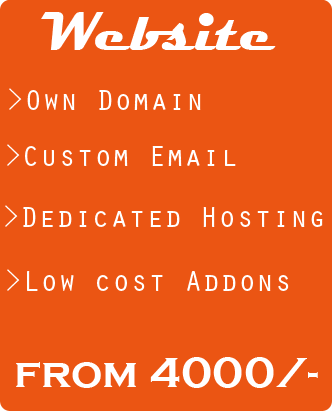 Website
>Own Domain
>Custom Email
>Dedicated Hosting
>Low cost Addons
FROM 4000/-